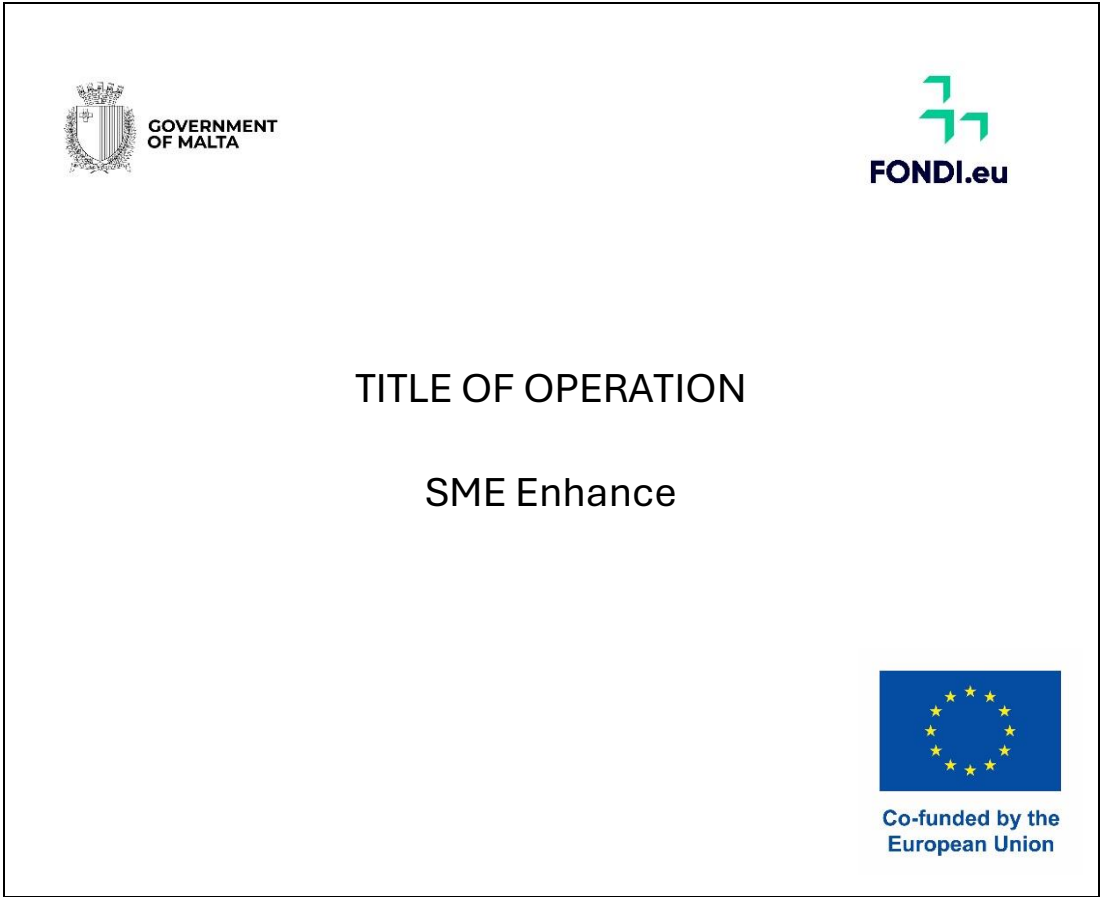 GOVERNMENT
OF MALTA
FONDI.eu
TITLE OF OPERATION
SME Enhance
Co-funded by the
European Union